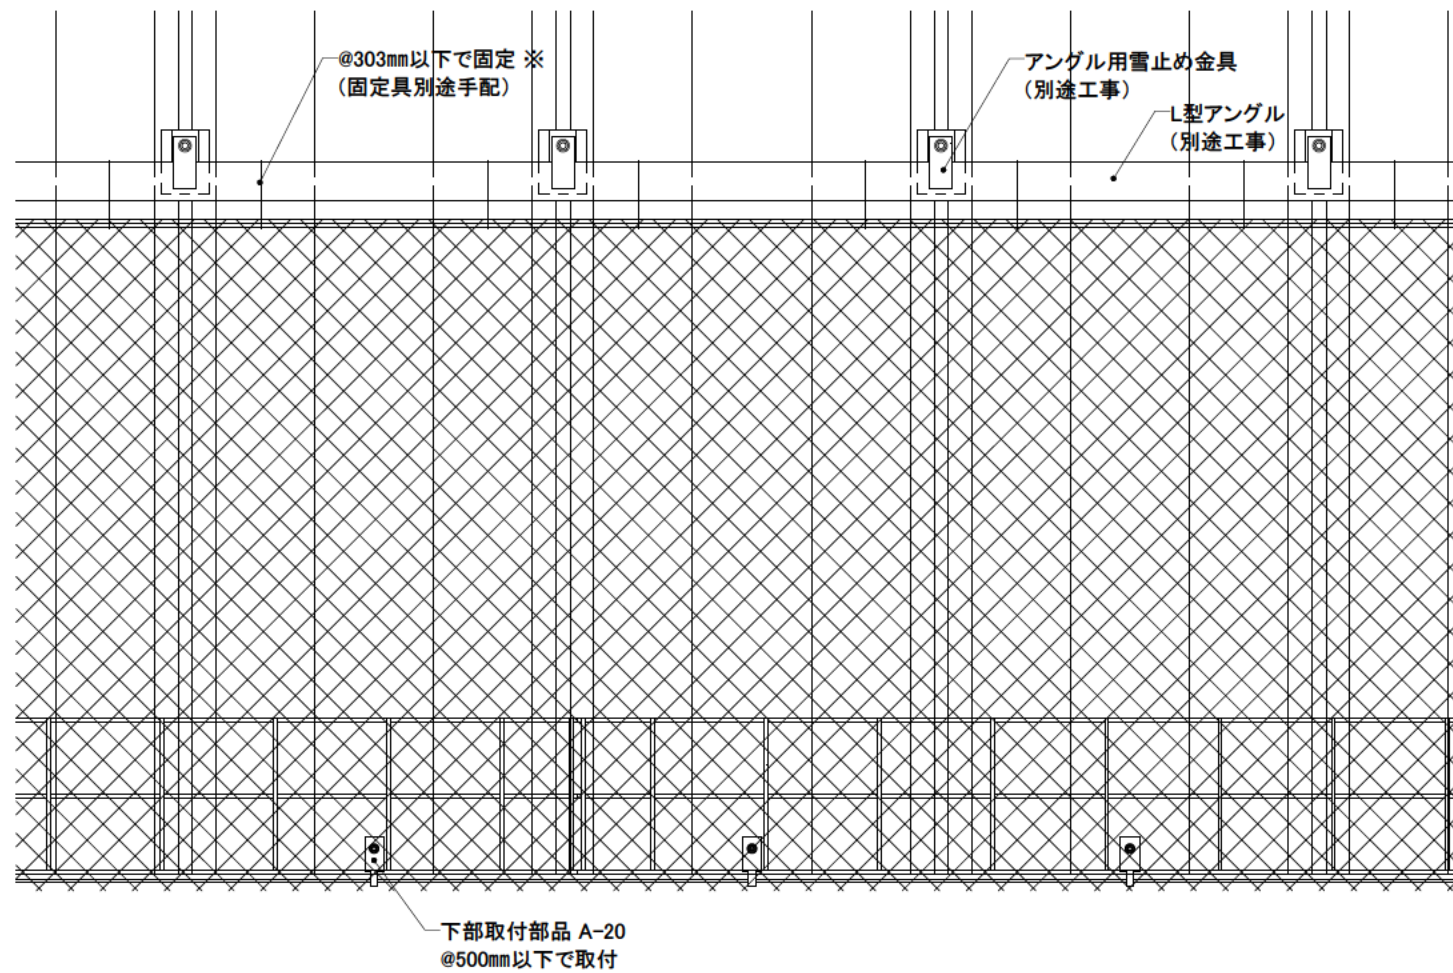 @303mm以下で固定 ※
（固定具別途手配）
アングル用雪止め金具
（別途工事）
L型アングル
（別途工事）
下部取付部品 A-20
@500mm以下で取付